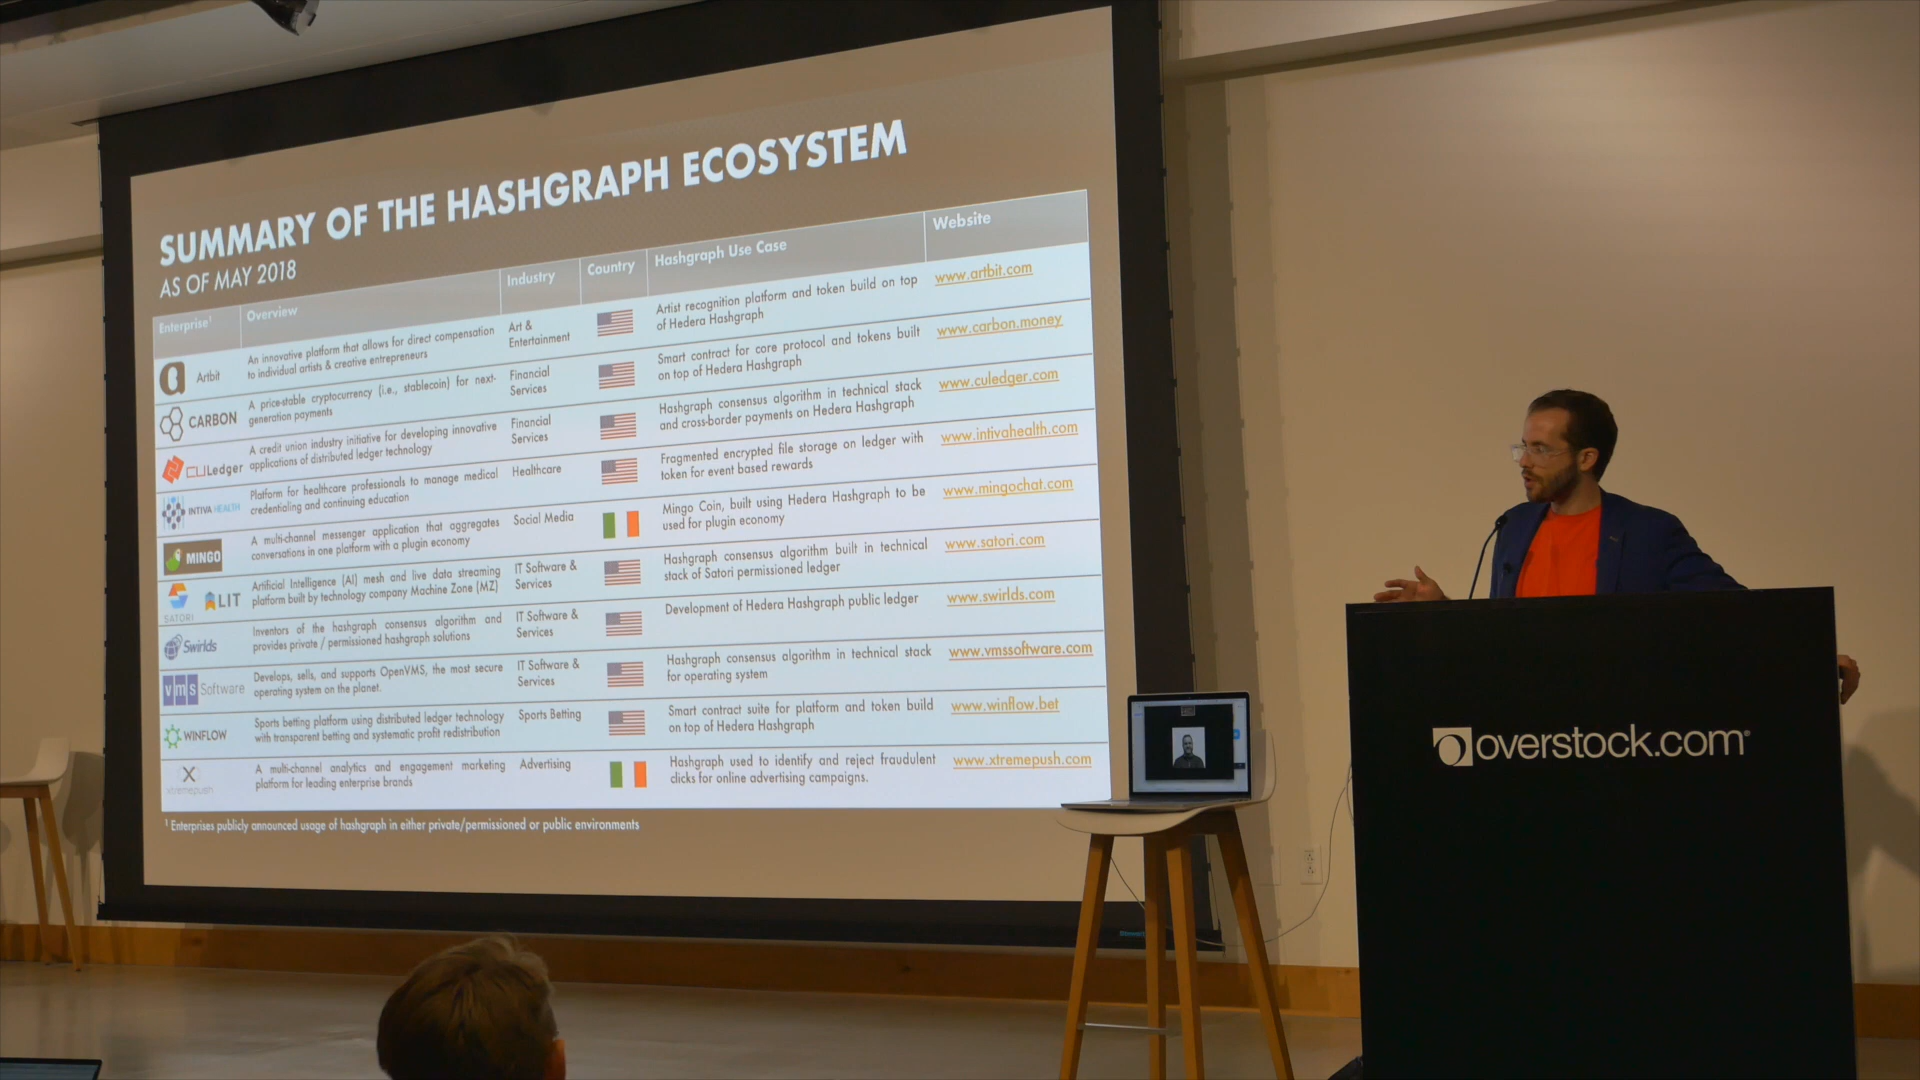 SUMMARY OF THE HASHGRAPH ECOSYSTEM
AS OF MAY 2018
Enterprise¹ Overview Industry Country Hashgraph Use Case Website
Artbit
An innovative platform that allows for direct compensation
to individual artists & creative entrepreneurs
Art &
Entertainment
Artist recognition platform and token build on top
of Hedera Hashgraph
www.artbit.com
CARBON
A price-stable cryptocurrency (i.e., stablecoin) for next-
generation payments
Financial
Services
Smart contract for core protocol and tokens built
on top of Hedera Hashgraph
www.carbon.money
CULedger
A credit union industry initiative for developing innovative
applications of distributed ledger technology
Financial
Services
Hashgraph consensus algorithm in technical stack
and cross-border payments on Hedera Hashgraph
www.culedger.com
INTIVA HEALTH
Platform for healthcare professionals to manage medical
credentialing and continuing education
Healthcare
Fragmented encrypted file storage on ledger with
token for event based rewards
www.intivahealth.com
MINGO
A multi-channel messenger application that aggregates
conversations in one platform with a plugin economy
Social Media
Mingo Coin, built using Hedera Hashgraph to be
used for plugin economy
www.mingochat.com
SATORI
LIT
Artificial Intelligence (AI) mesh and live data streaming
platform built by technology company Machine Zone (MZ)
IT Software &
Services
Hashgraph consensus algorithm built in technical
stack of Satori permissioned ledger
www.satori.com
Swirlds
Inventors of the hashgraph consensus algorithm and
provides private / permissioned hashgraph solutions
IT Software &
Services
Development of Hedera Hashgraph public ledger
www.swirlds.com
vms Software
Develops, sells, and supports OpenVMS, the most secure
operating system on the planet.
IT Software &
Services
Hashgraph consensus algorithm in technical stack
for operating system
www.vmssoftware.com
WINFLOW
Sports betting platform using distributed ledger technology
with transparent betting and systematic profit redistribution
Sports Betting
Smart contract suite for platform and token build
on top of Hedera Hashgraph
www.winflow.bet
X
xtremepush
A multi-channel analytics and engagement marketing
platform for leading enterprise brands
Advertising
Hashgraph used to identify and reject fraudulent
clicks for online advertising campaigns.
www.xtremepush.com
¹ Enterprises publicly announced usage of hashgraph in either private/permissioned or public environments
overstock.com